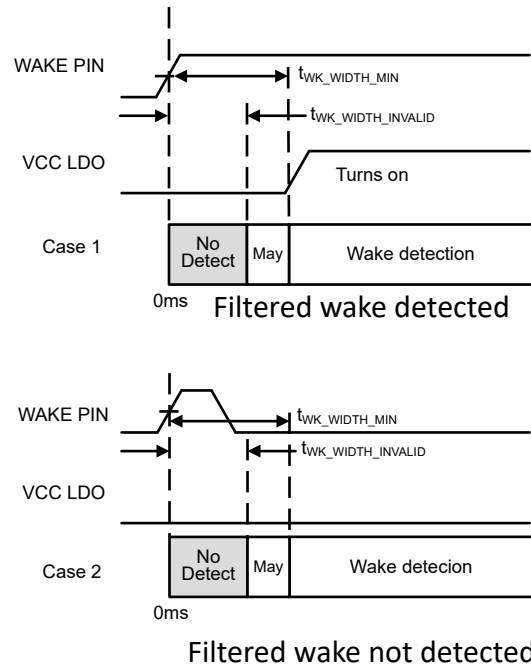 WAKE PIN
tWK_WIDTH_MIN
tWK_WIDTH_INVALID
VCC LDO
Turns on
Case 1
No
Detect
May
Wake detection
0ms
Filtered wake detected
WAKE PIN
tWK_WIDTH_MIN
tWK_WIDTH_INVALID
VCC LDO
Case 2
No
Detect
May
Wake detecion
0ms
Filtered wake not detected